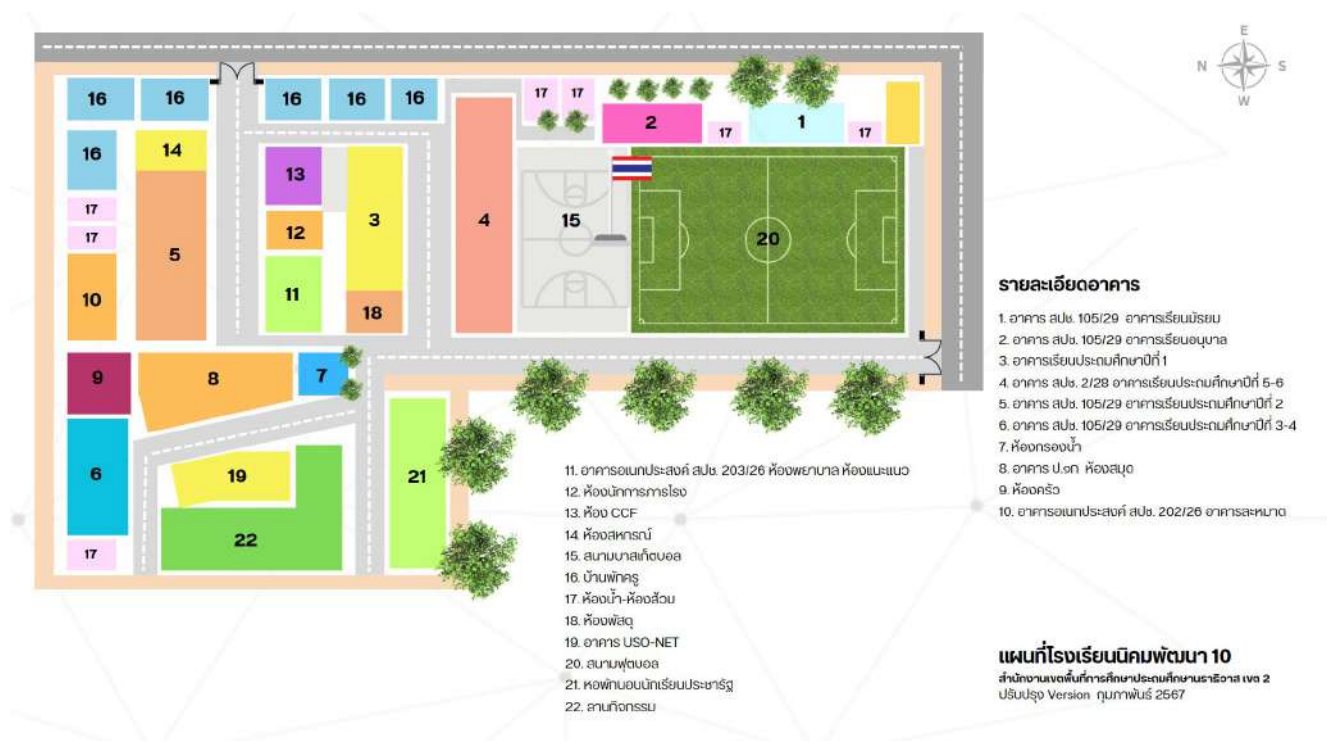 E
N S
W
16 16 16 16 16 17 17
2 17 1 17
16 14
13
17
17
12 3 4 15 20
5
10 11
18
9 8 7
6 19 21
22
17
รายละเอียดอาคาร
1. อาคาร สปช. 105/29 อาคารเรียนมัธยม
2. อาคาร สปช. 105/29 อาคารเรียนอนุบาล
3. อาคารเรียนประถมศึกษาปีที่ 1
4. อาคาร สปช. 2/28 อาคารเรียนประถมศึกษาปีที่ 5-6
5. อาคาร สปช. 105/29 อาคารเรียนประถมศึกษาปีที่ 2
6. อาคาร สปช. 105/29 อาคารเรียนประถมศึกษาปีที่ 3-4
7. ห้องกรองน้ำ
8. อาคาร ป.๑ก ห้องสมุด
9. ห้องครัว
10. อาคารอเนกประสงค์ สปช. 202/26 อาคารละหมาด
11. อาคารอเนกประสงค์ สปช. 203/26 ห้องพยาบาล ห้องแนะแนว
12. ห้องนักการภารโรง
13. ห้อง CCF
14. ห้องสหกรณ์
15. สนามบาสเก็ตบอล
16. บ้านพักครู
17. ห้องน้ำ-ห้องส้วม
18. ห้องพัสดุ
19. อาคาร USO-NET
20. สนามฟุตบอล
21. หอพักนอนนักเรียนประชารัฐ
22. ลานกิจกรรม
แผนที่โรงเรียนนิคมพัฒนา 10
สำนักงานเขตพื้นที่การศึกษาประถมศึกษานราธิวาส เขต 2
ปรับปรุง Version กุมภาพันธ์ 2567